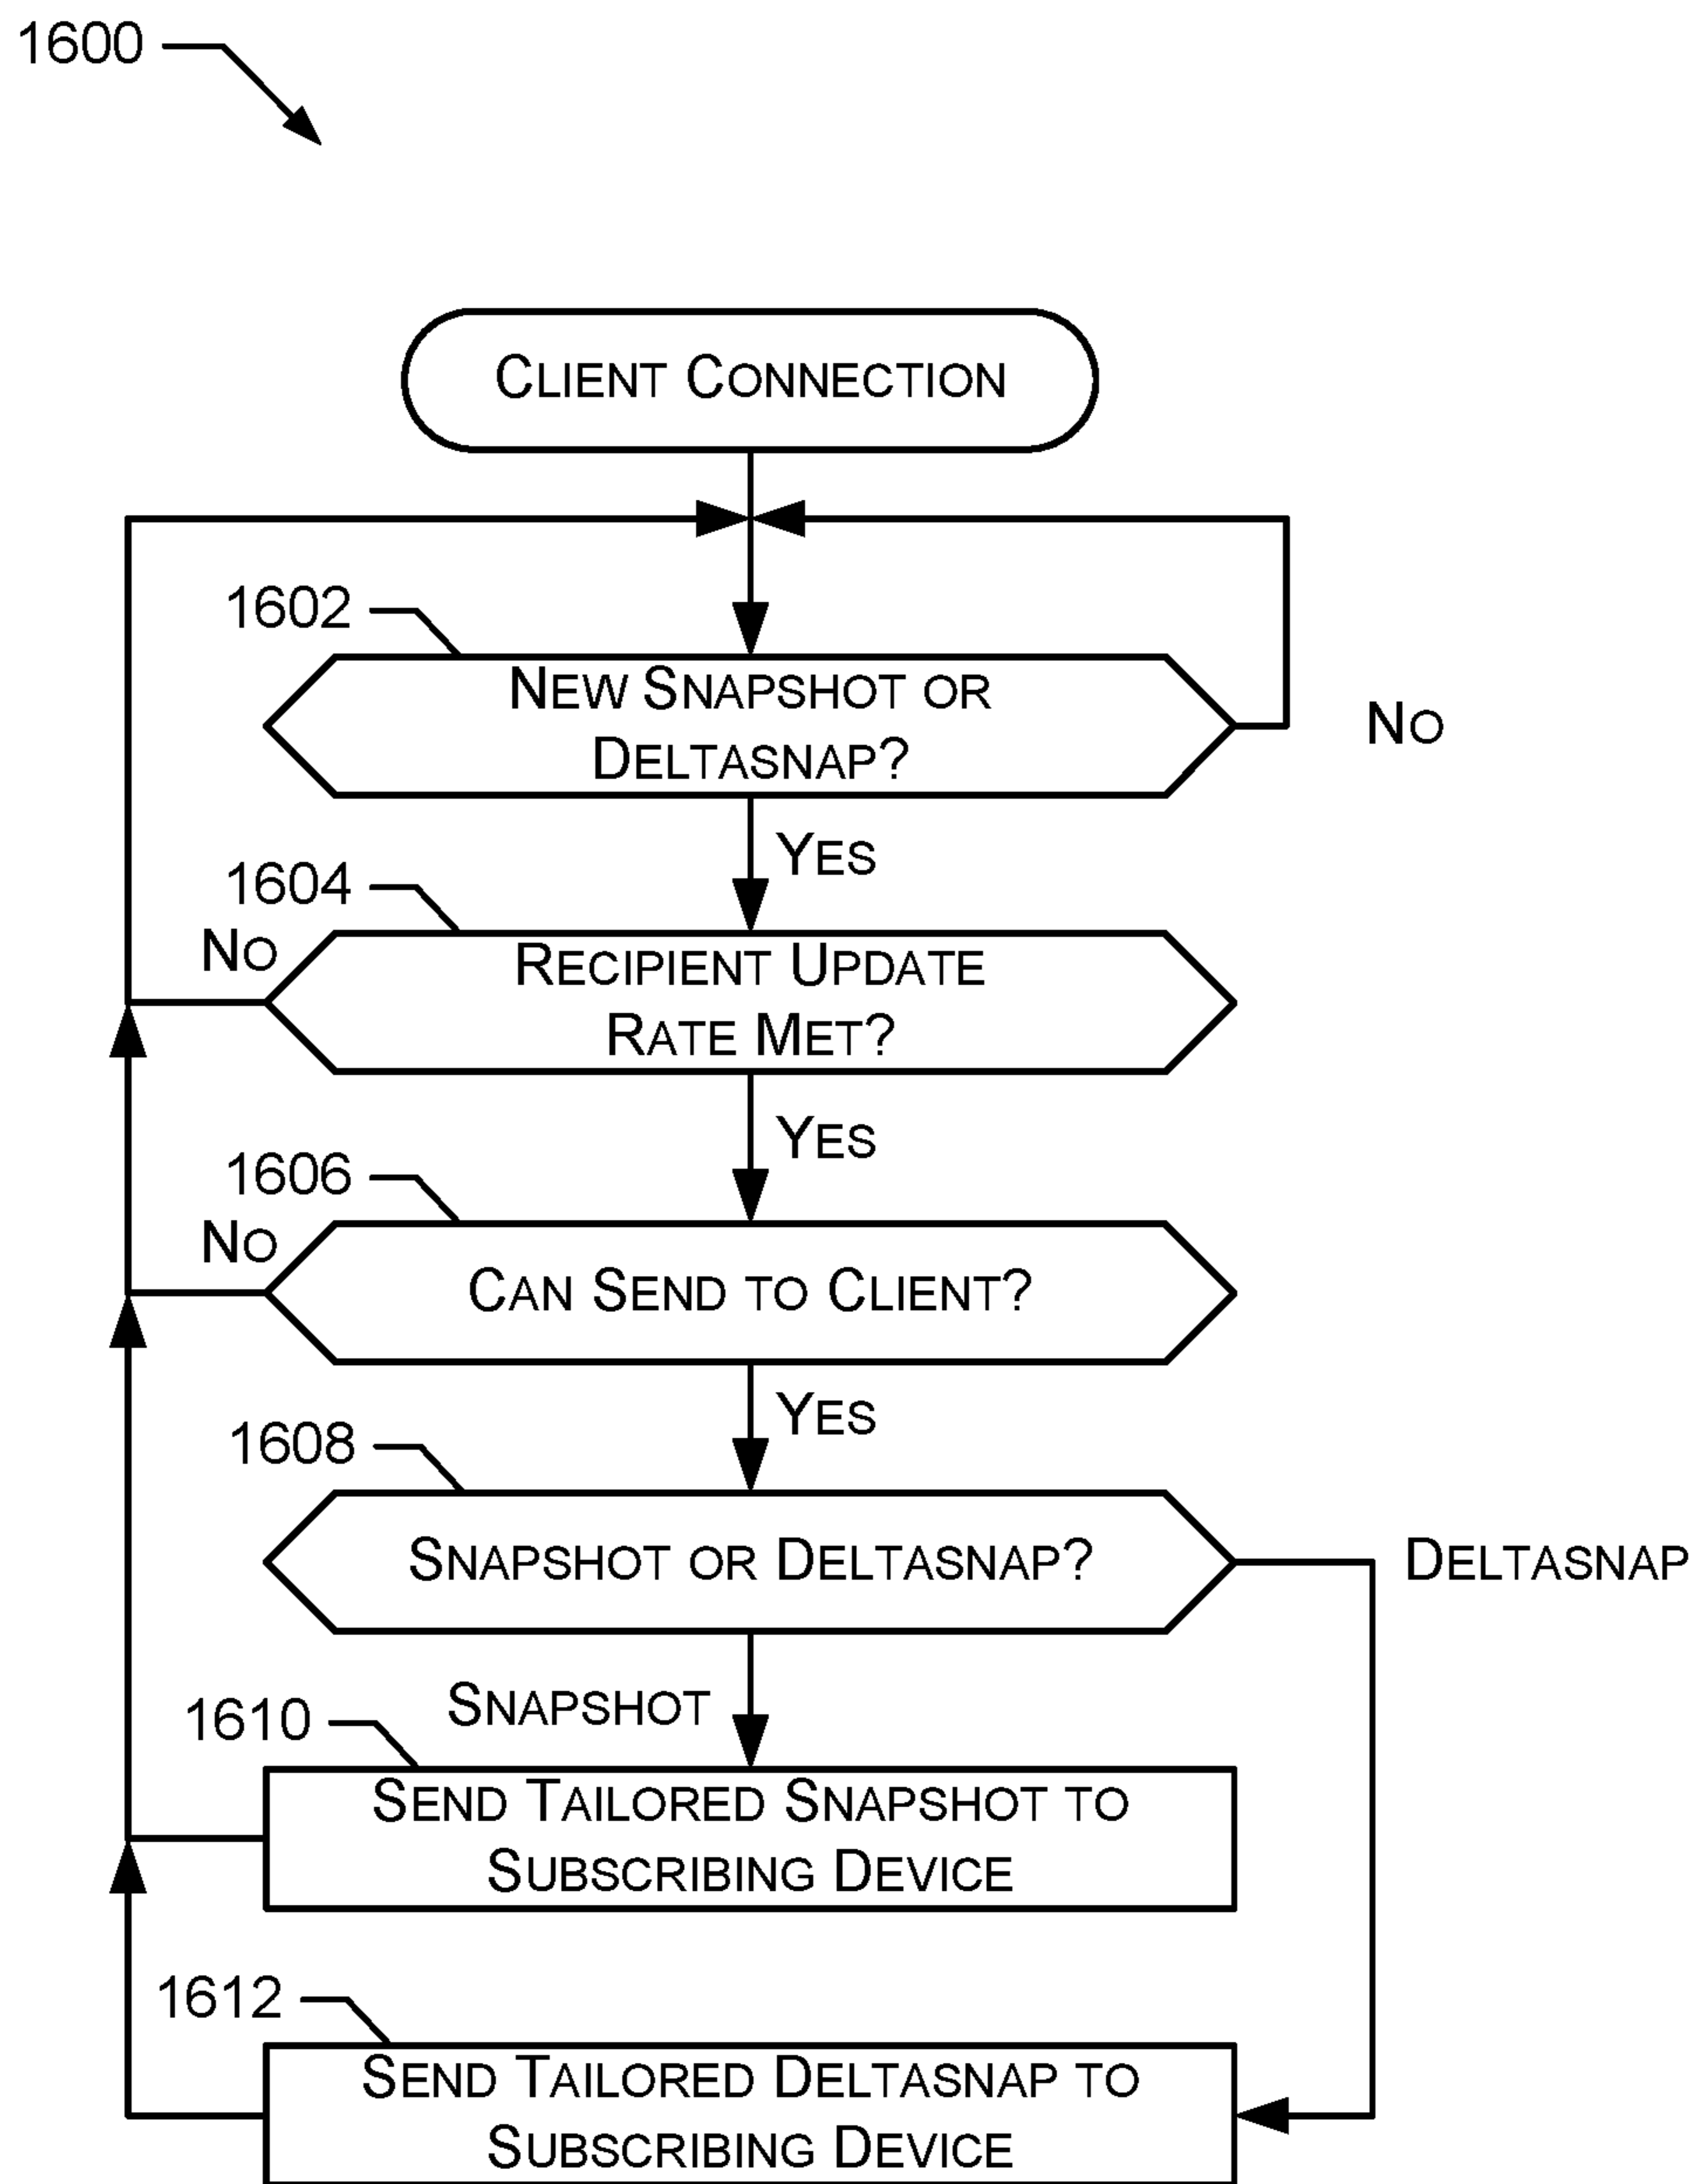 1600
CLIENT CONNECTION
1602
NEW SNAPSHOT OR
DELTASNAP?
NO
YES
1604
NO
RECIPIENT UPDATE
RATE MET?
YES
1606
NO
CAN SEND TO CLIENT?
YES
1608
SNAPSHOT OR DELTASNAP?
DELTASNAP
SNAPSHOT
1610
SEND TAILORED SNAPSHOT TO
SUBSCRIBING DEVICE
1612
SEND TAILORED DELTASNAP TO
SUBSCRIBING DEVICE